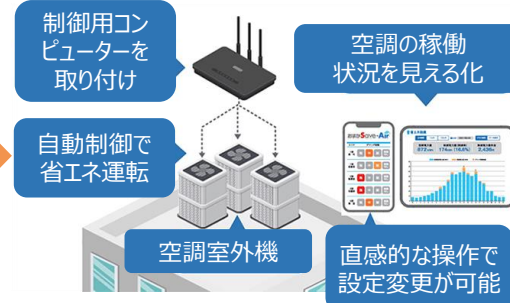 制御用コン
ピューターを
取り付け
空調の稼働
状況を見える化
自動制御で
省エネ運転
Save-Air
空調室外機
直感的な操作で
設定変更が可能